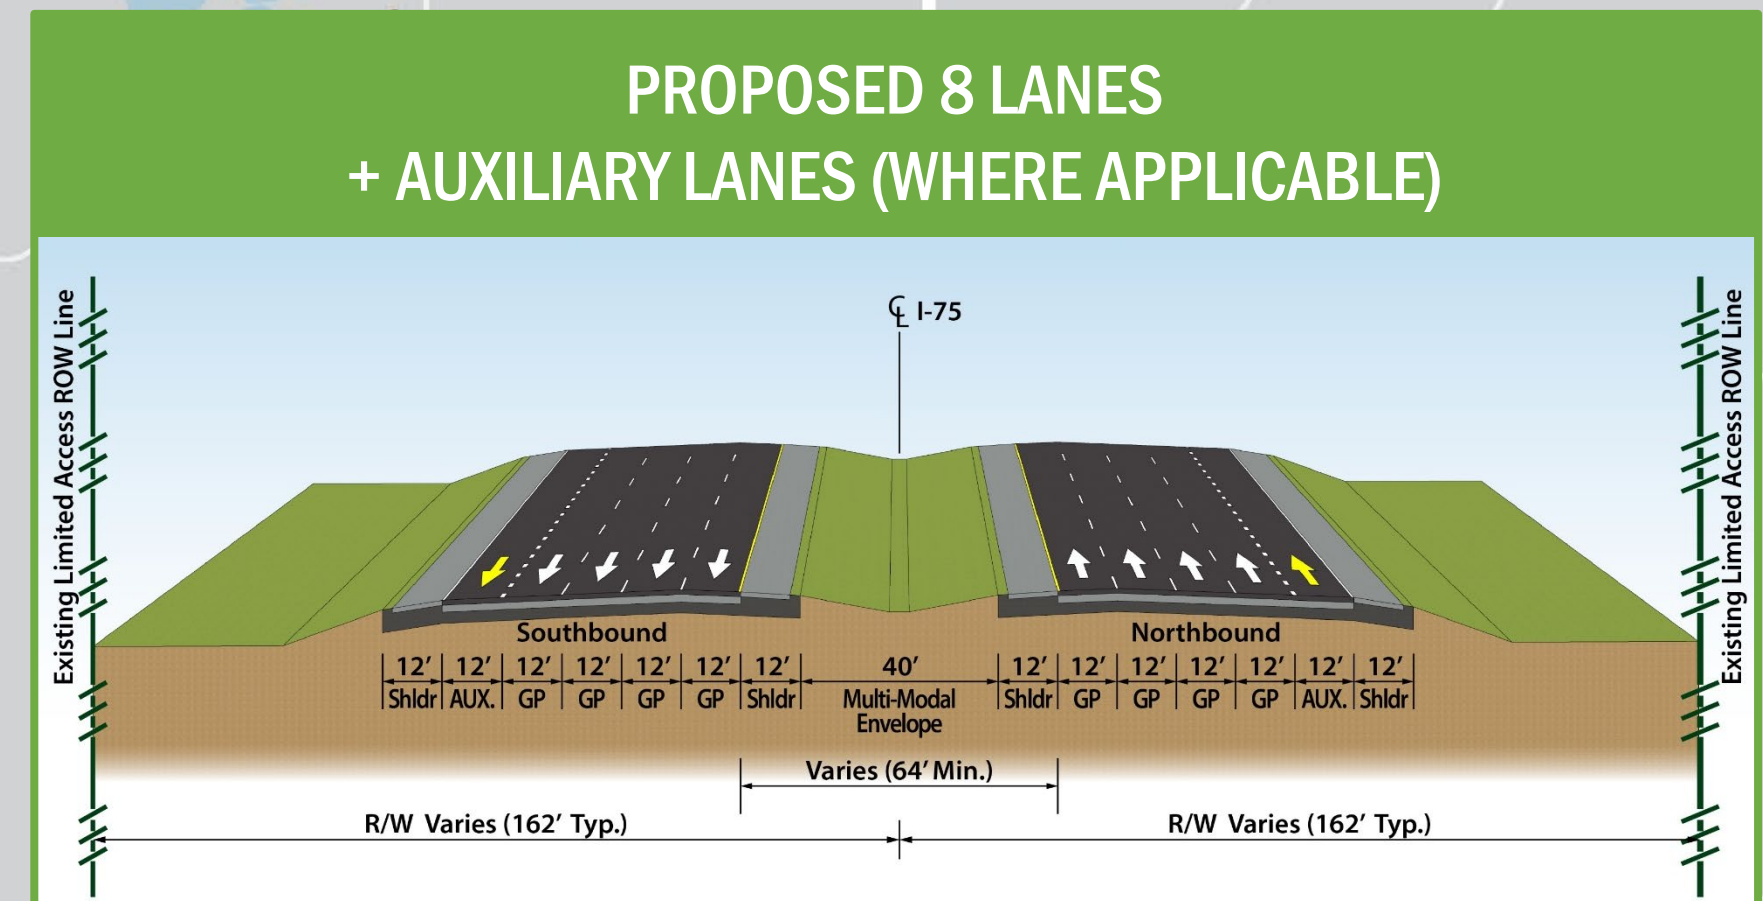 PROPOSED 8 LANES
+ AUXILIARY LANES (WHERE APPLICABLE)
Existing Limited Access ROW Line
℄ I-75
Existing Limited Access ROW Line
Southbound
Northbound
12′ 12′ 12′ 12′ 12′ 12′ 12′ 40′ 12′ 12′ 12′ 12′ 12′ 12′ 12′
Shldr AUX. GP GP GP GP Shldr Multi-Modal Shldr GP GP GP GP AUX. Shldr
Envelope
Varies (64′ Min.)
R/W Varies (162′ Typ.)
R/W Varies (162′ Typ.)